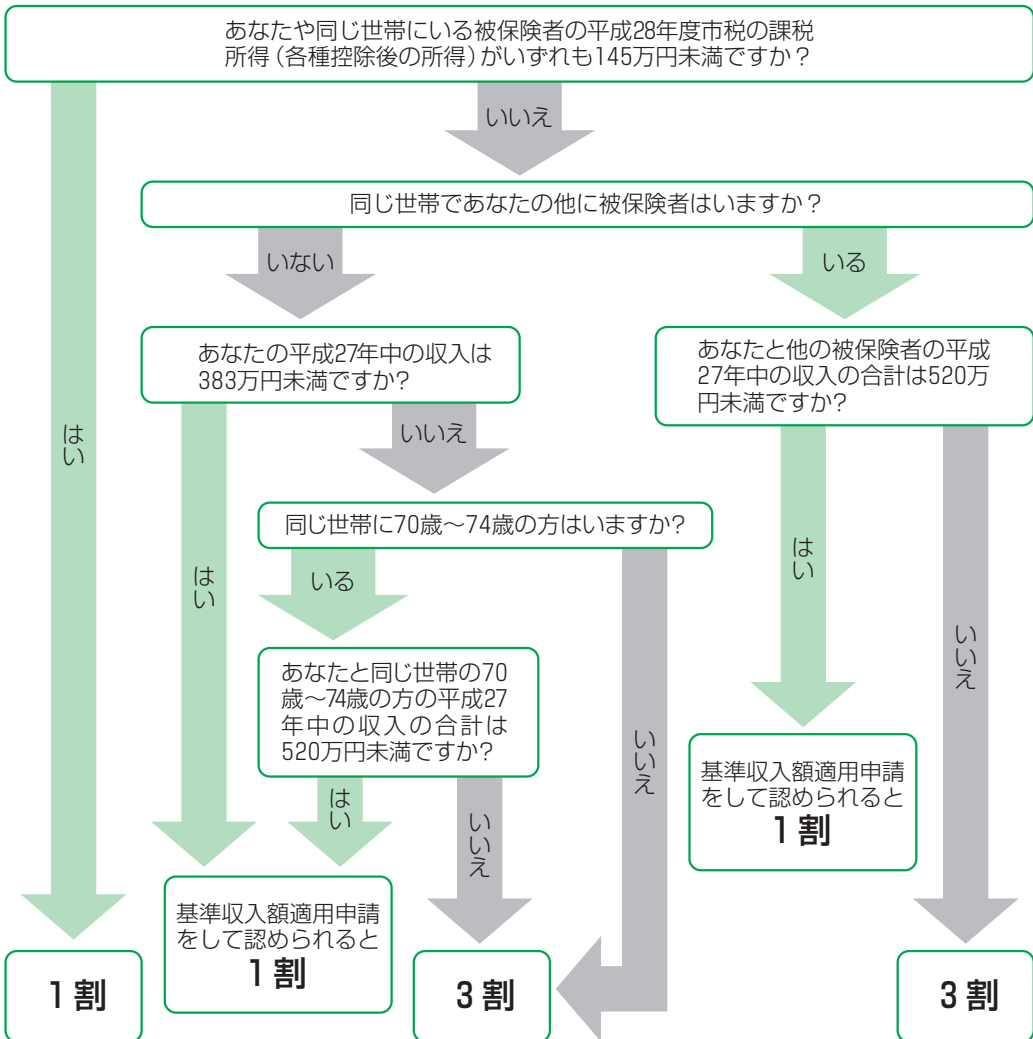 あなたや同じ世帯にいる被保険者の平成28年度市税の課税
所得（各種控除後の所得）がいずれも145万円未満ですか？
いいえ
同じ世帯であなたの他に被保険者はいますか？
いない
いる
あなたの平成27年中の収入は
383万円未満ですか?
あなたと他の被保険者の平成
27年中の収入の合計は520万
円未満ですか?
はい
いいえ
同じ世帯に70歳〜74歳の方はいますか?
はい
いる
はい
いいえ
あなたと同じ世帯の70
歳〜74歳の方の平成27
年中の収入の合計は
520万円未満ですか?
いいえ
はい
いいえ
基準収入額適用申請
をして認められると
1割
基準収入額適用申請
をして認められると
1割
1割
3割
3割